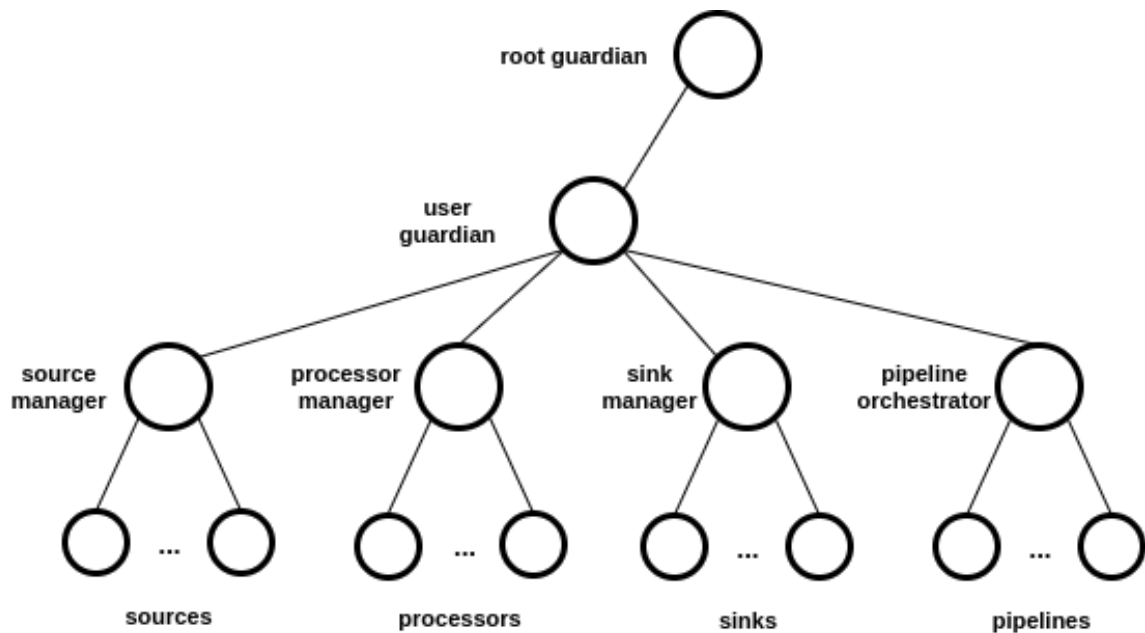 root guardian
user
guardian
source
manager
processor
manager
sink
manager
pipeline
orchestrator
...
...
...
...
sources
processors
sinks
pipelines